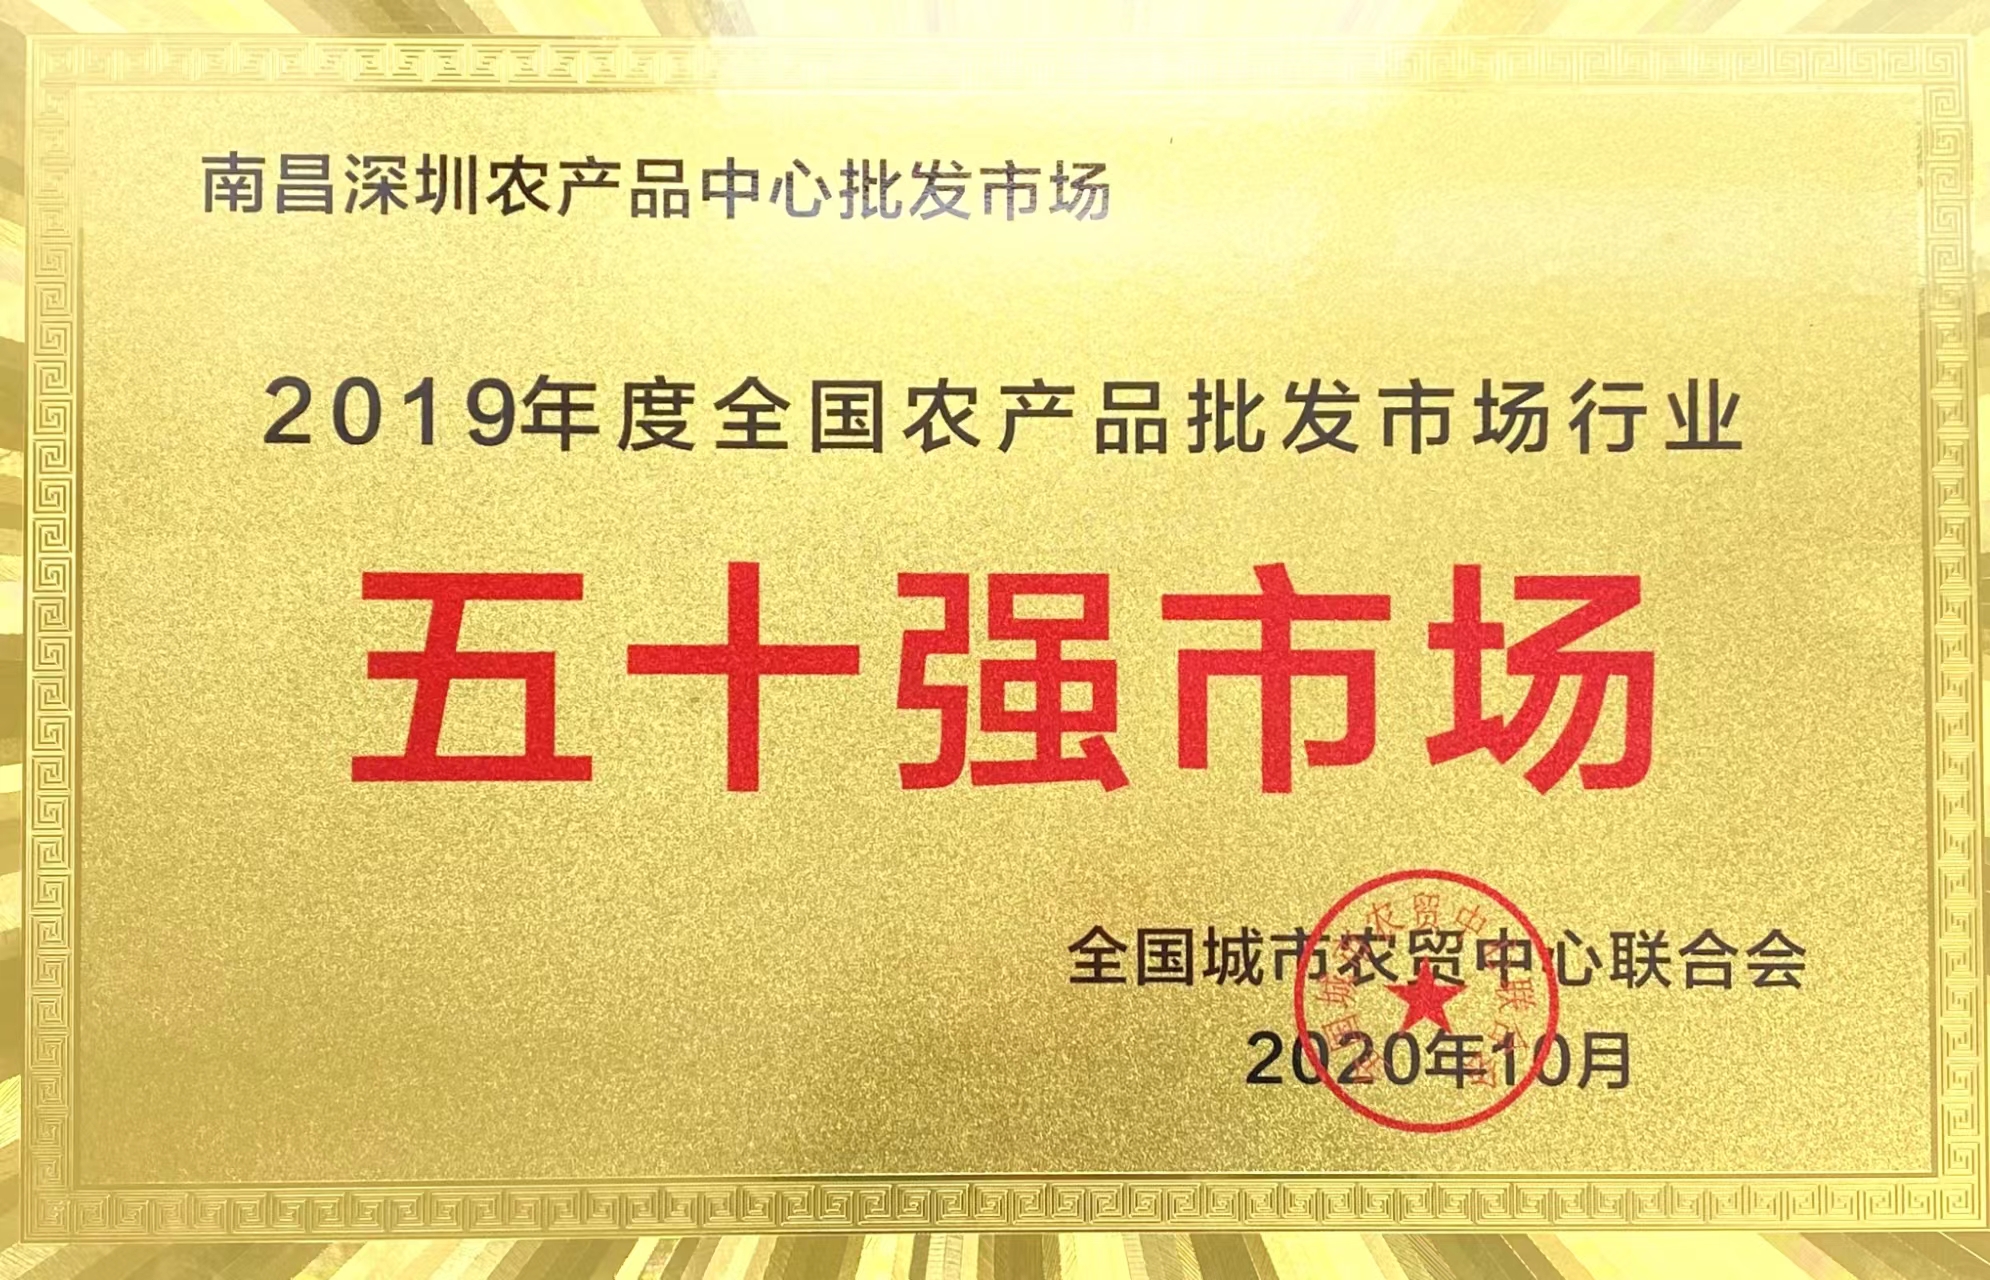 南昌深圳农产品中心批发市场
2019年度全国农产品批发市场行业
五十强市场
全国城市农贸中心联合会
2020年10月